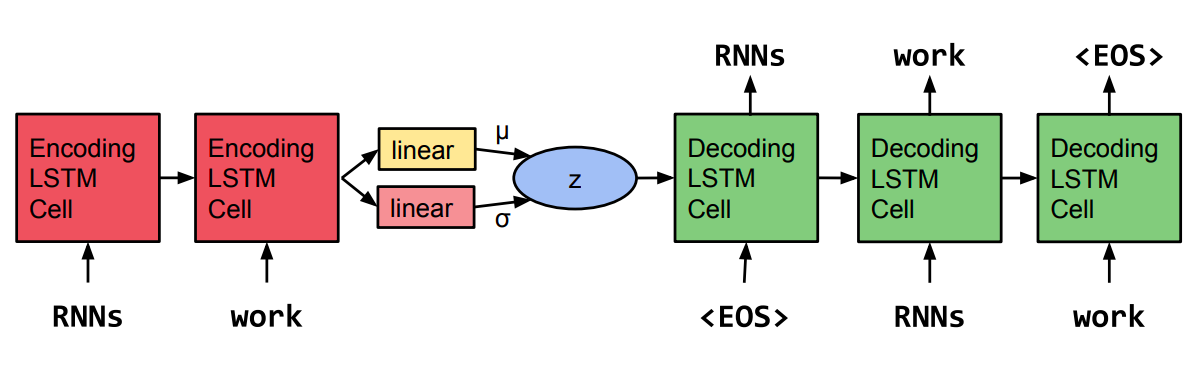 RNNs
work
<EOS>
Encoding
LSTM
Cell
Encoding
LSTM
Cell
linear
μ
linear
σ
z
Decoding
LSTM
Cell
Decoding
LSTM
Cell
Decoding
LSTM
Cell
RNNs
work
<EOS>
RNNs
work